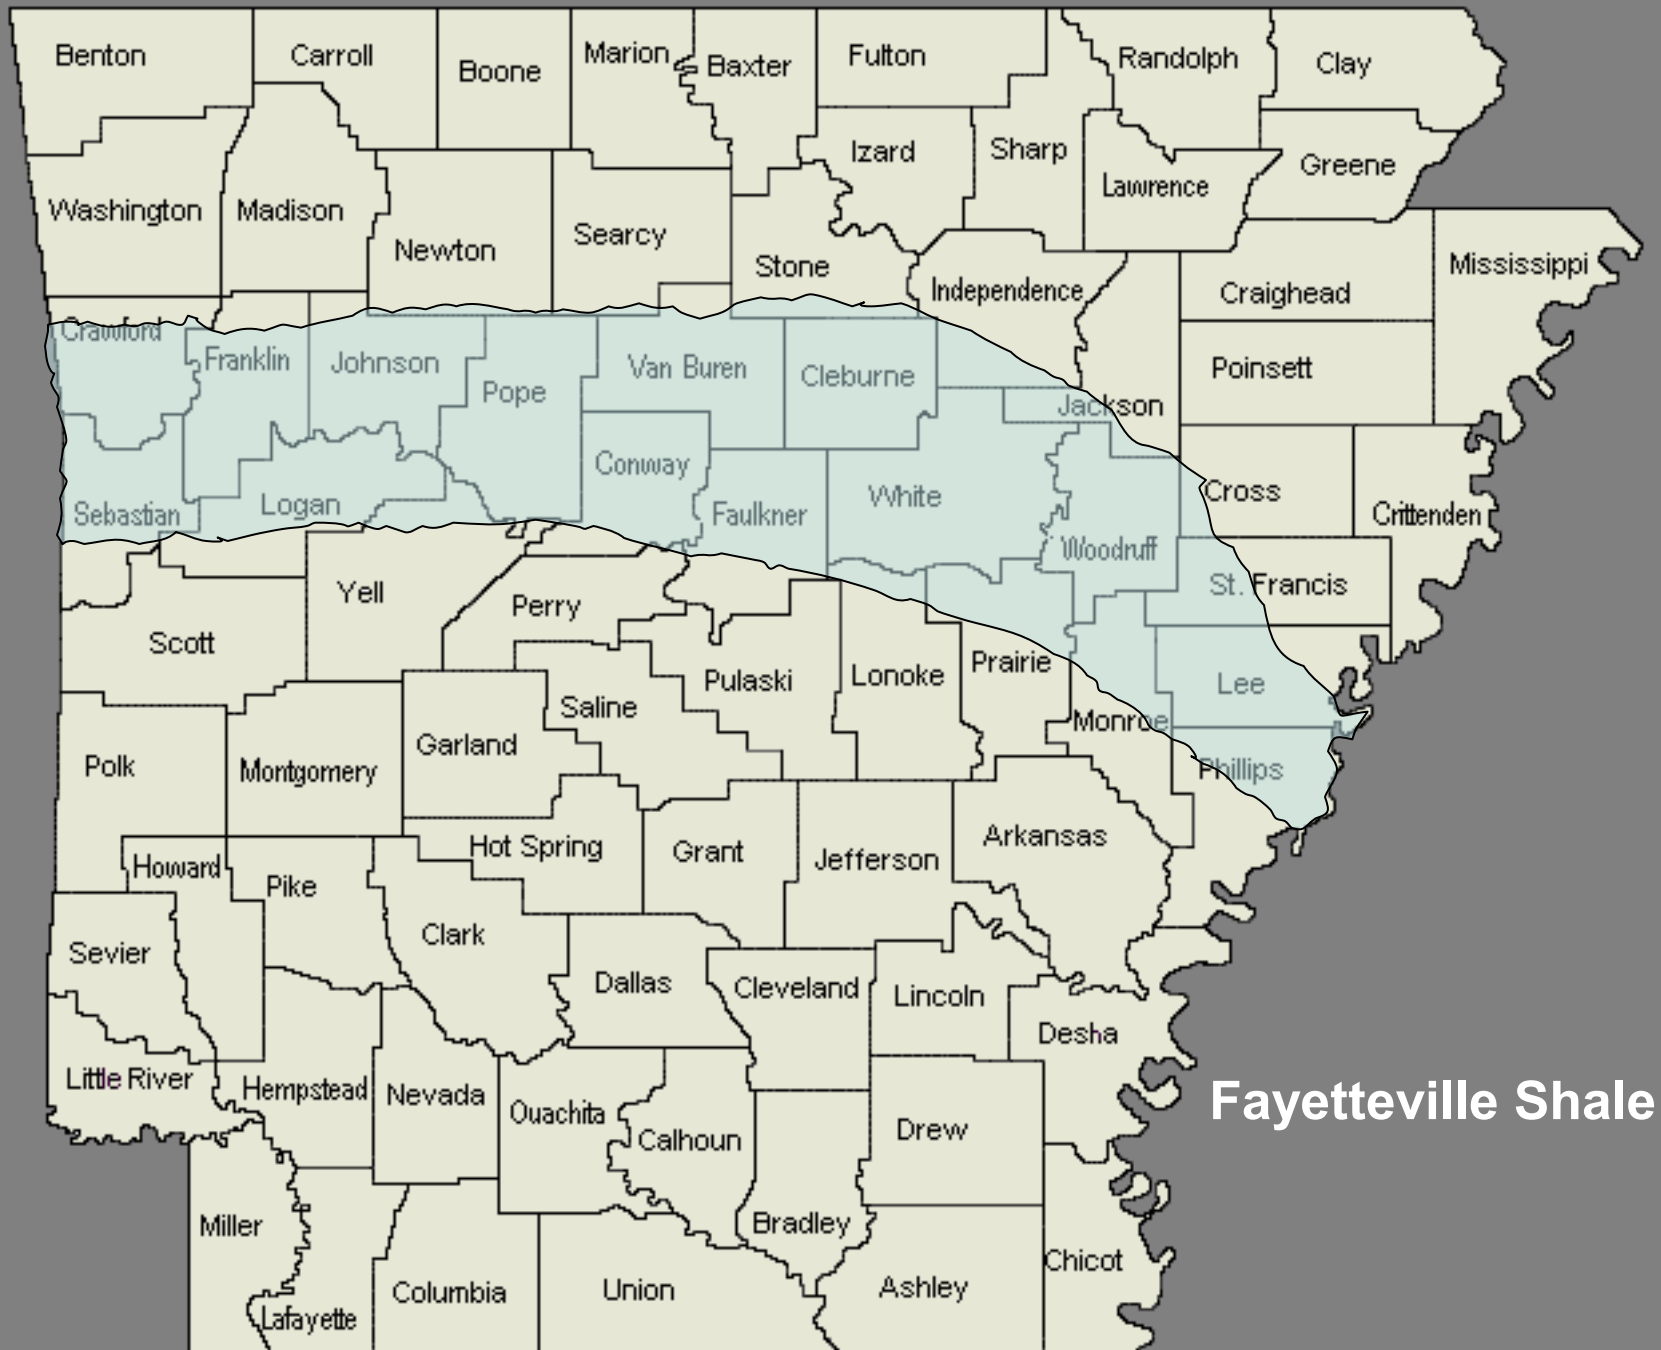 Benton
Carroll
Boone
Marion
Baxter
Fulton
Randolph
Clay
Washington
Madison
Newton
Searcy
Stone
Izard
Sharp
Lawrence
Greene
Independence
Craighead
Mississippi
Crawford
Franklin
Johnson
Pope
Van Buren
Cleburne
Jackson
Poinsett
Sebastian
Logan
Conway
Faulkner
White
Woodruff
Cross
Crittenden
Scott
Yell
Perry
Pulaski
Lonoke
Prairie
St. Francis
Lee
Saline
Garland
Monroe
Phillips
Polk
Montgomery
Hot Spring
Grant
Jefferson
Arkansas
Howard
Pike
Clark
Sevier
Dallas
Cleveland
Lincoln
Desha
Little River
Hempstead
Nevada
Ouachita
Calhoun
Drew
Fayetteville Shale
Miller
Bradley
Chicot
Lafayette
Columbia
Union
Ashley